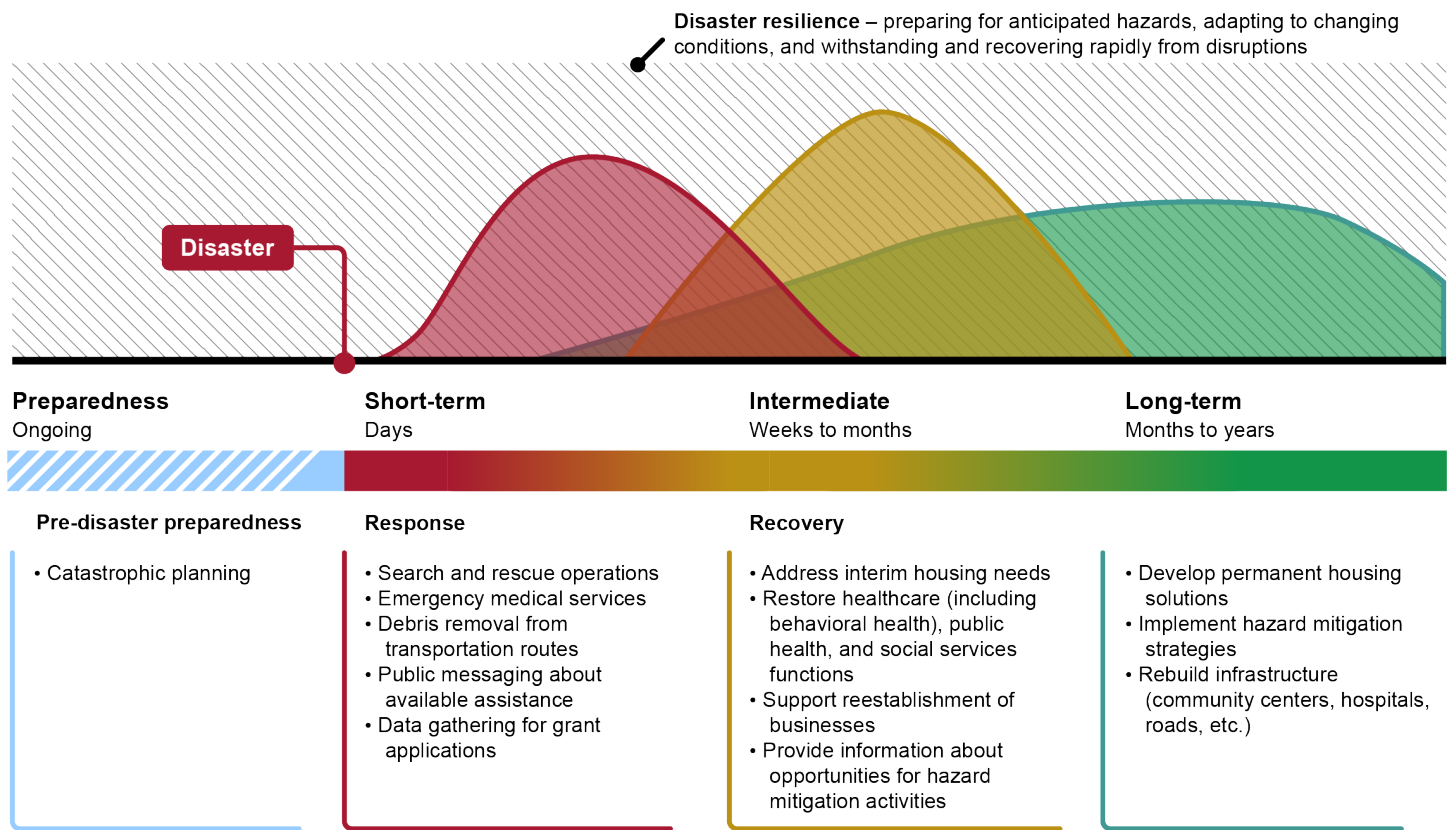 Disaster resilience – preparing for anticipated hazards, adapting to changing
conditions, and withstanding and recovering rapidly from disruptions
Disaster
Preparedness
Ongoing
Short-term
Days
Intermediate
Weeks to months
Long-term
Months to years
Pre-disaster preparedness
• Catastrophic planning
Response
• Search and rescue operations
• Emergency medical services
• Debris removal from
transportation routes
• Public messaging about
available assistance
• Data gathering for grant
applications
Recovery
• Address interim housing needs
• Restore healthcare (including
behavioral health), public
health, and social services
functions
• Support reestablishment of
businesses
• Provide information about
opportunities for hazard
mitigation activities
• Develop permanent housing
solutions
• Implement hazard mitigation
strategies
• Rebuild infrastructure
(community centers, hospitals,
roads, etc.)